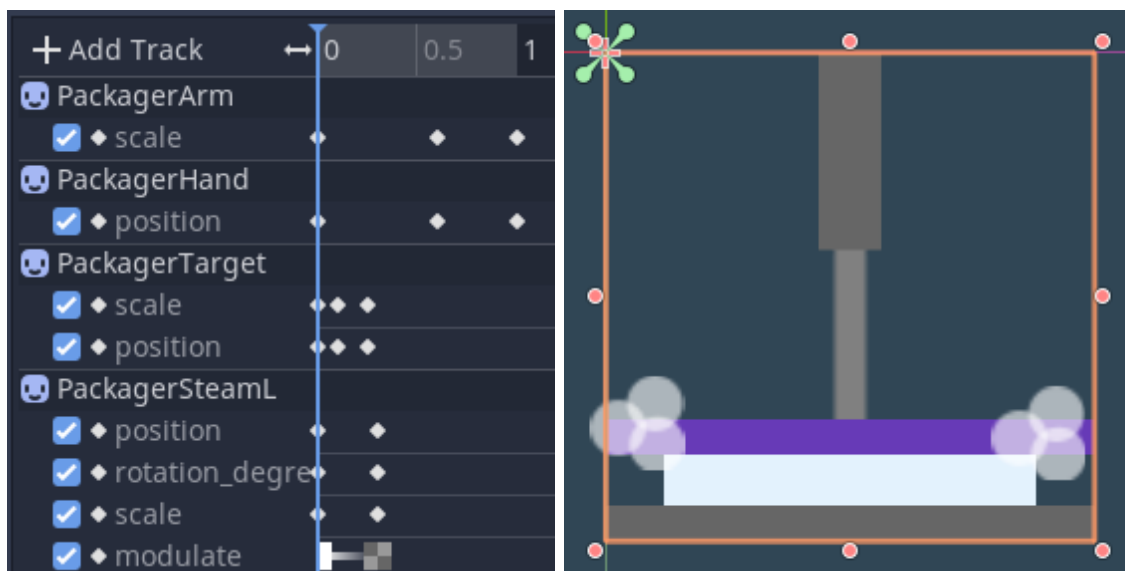 Add Track 0 0.5 1
PackagerArm
scale
PackagerHand
position
PackagerTarget
scale
position
PackagerSteamL
position
rotation_degre
scale
modulate